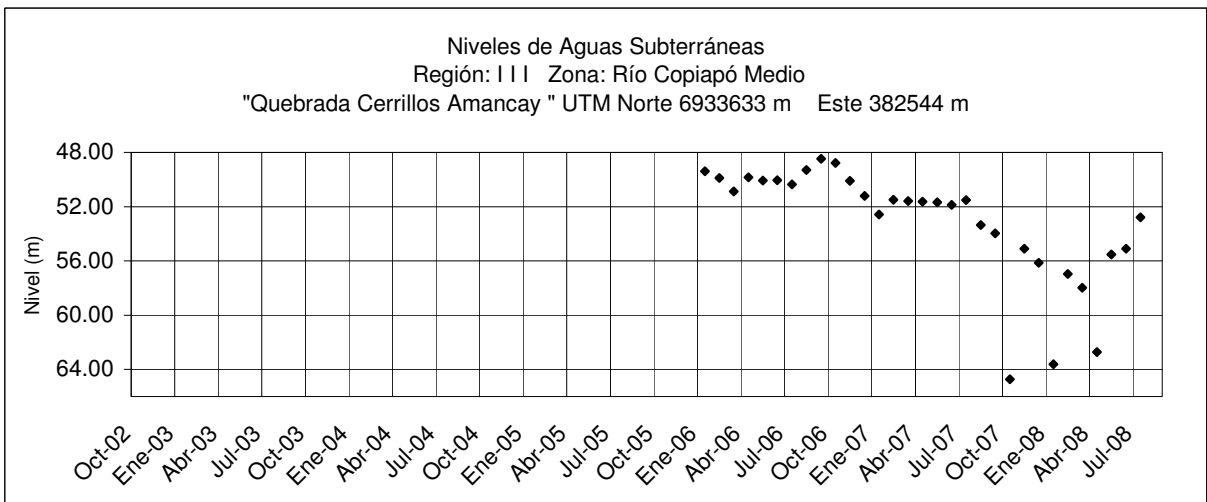 Niveles de Aguas Subterráneas
Región: I I I Zona: Río Copiapó Medio
"Quebrada Cerrillos Amancay " UTM Norte 6933633 m Este 382544 m
48.00
52.00
56.00
60.00
64.00
Nivel (m)
Oct-02
Ene-03
Abr-03
Jul-03
Oct-03
Ene-04
Abr-04
Jul-04
Oct-04
Ene-05
Abr-05
Jul-05
Oct-05
Ene-06
Abr-06
Jul-06
Oct-06
Ene-07
Abr-07
Jul-07
Oct-07
Ene-08
Abr-08
Jul-08